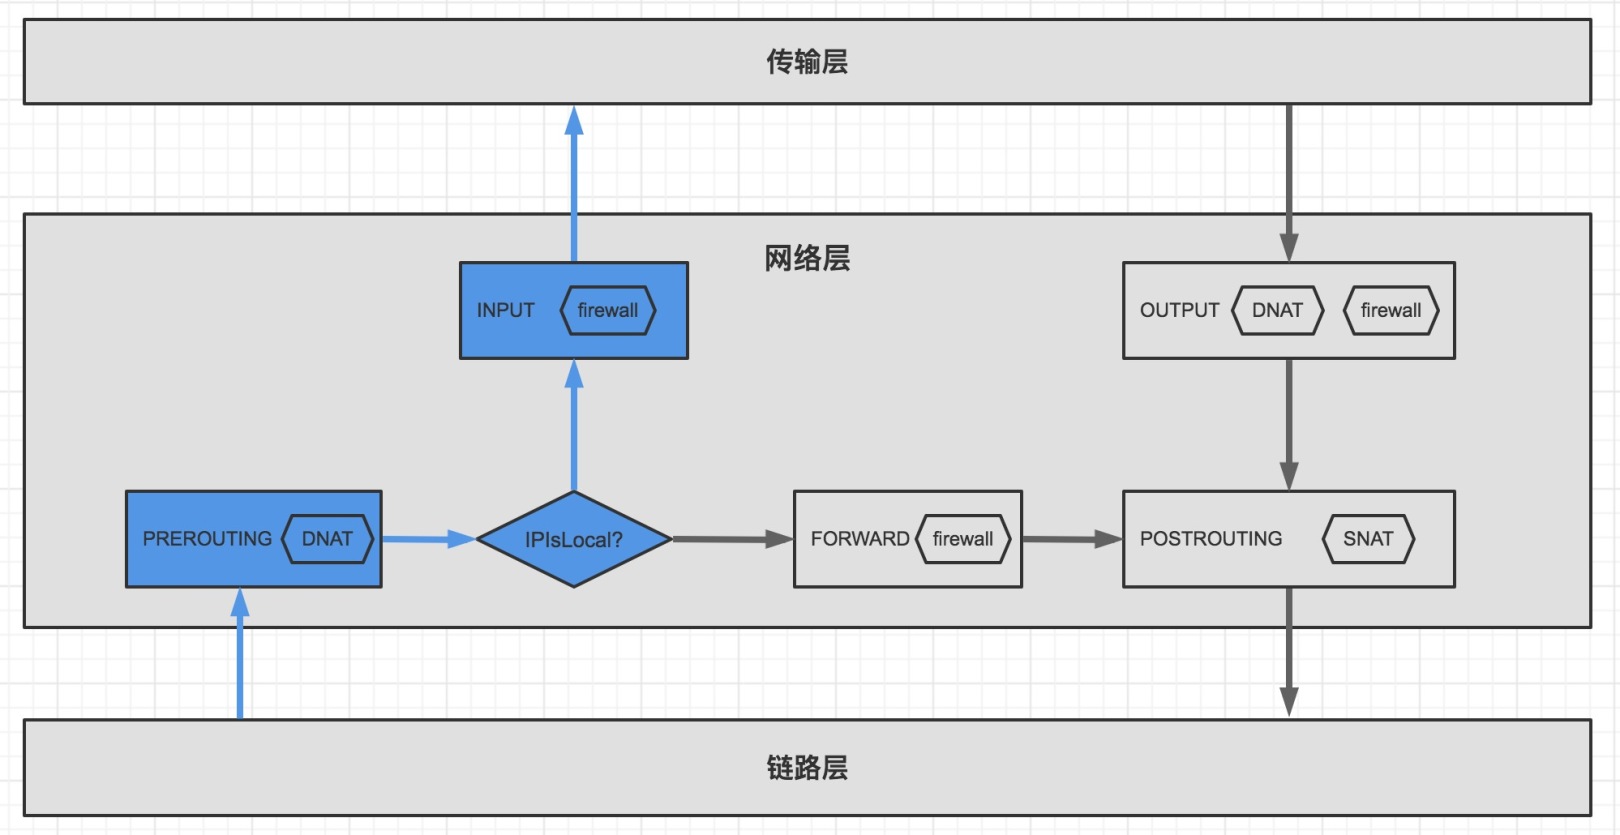 传输层
网络层
INPUT firewall
OUTPUT DNAT firewall
PREROUTING DNAT
IPIsLocal?
FORWARD firewall
POSTROUTING SNAT
链路层